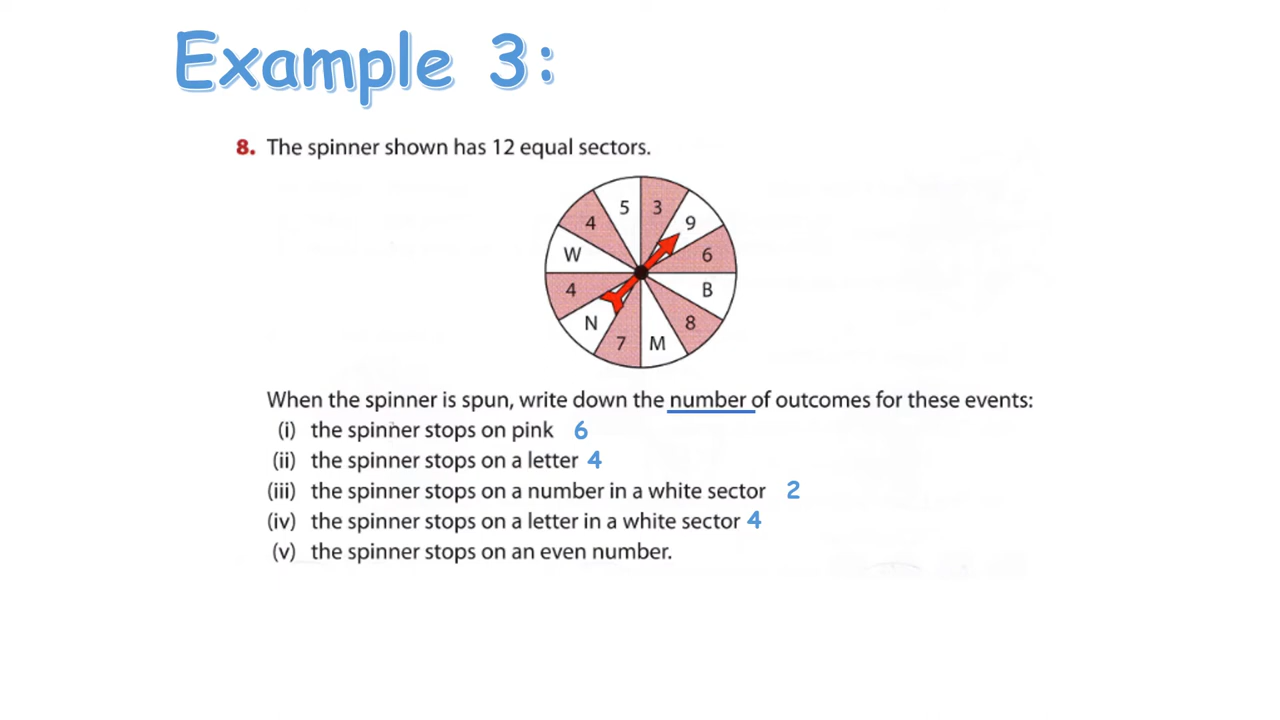 Example 3:
8. The spinner shown has 12 equal sectors.
5 3
4 9
W 6
4 B
N 8
7 M
When the spinner is spun, write down the number of outcomes for these events:
(i) the spinner stops on pink 6
(ii) the spinner stops on a letter 4
(iii) the spinner stops on a number in a white sector 2
(iv) the spinner stops on a letter in a white sector 4
(v) the spinner stops on an even number.